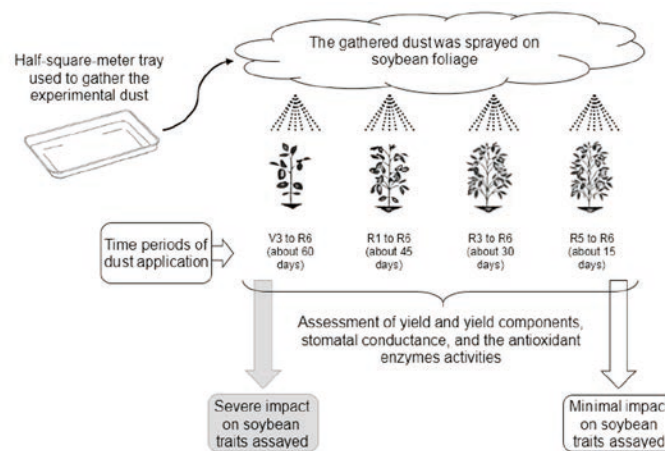 The gathered dust was sprayed on
soybean foliage
Half-square-meter tray
used to gather the
experimental dust
Time periods of
dust application
V3 to R6
(about 60
days)
R1 to R6
(about 45
days)
R3 to R6
(about 30
days)
R5 to R6
(about 15
days)
Assessment of yield and yield components,
stomatal conductance, and the antioxidant
enzymes activities
Severe impact
on soybean
traits assayed
Minimal impact
on soybean
traits assayed